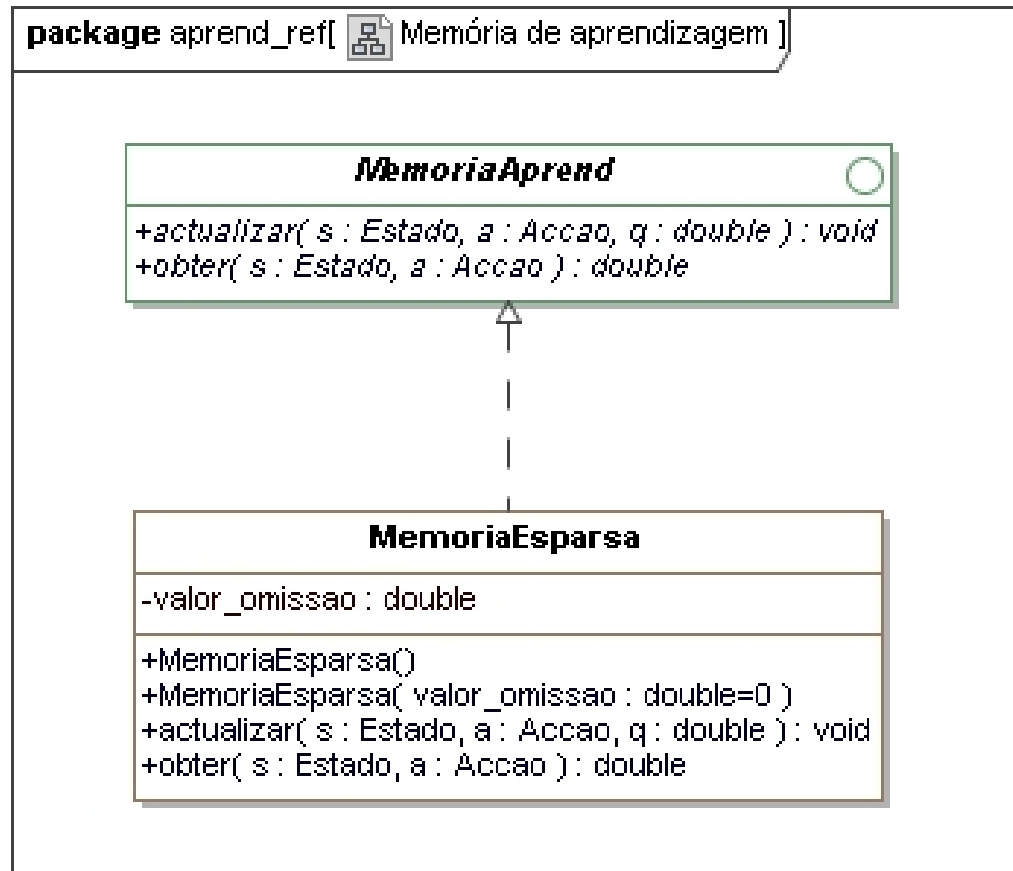 package aprend_ref[ Memória de aprendizagem ]
MemoriaAprend
+actualizar( s : Estado, a : Accao, q : double ) : void
+obter( s : Estado, a : Accao ) : double
MemoriaEsparsa
-valor_omissao : double
+MemoriaEsparsa()
+MemoriaEsparsa( valor_omissao : double=0 )
+actualizar( s : Estado, a : Accao, q : double ) : void
+obter( s : Estado, a : Accao ) : double